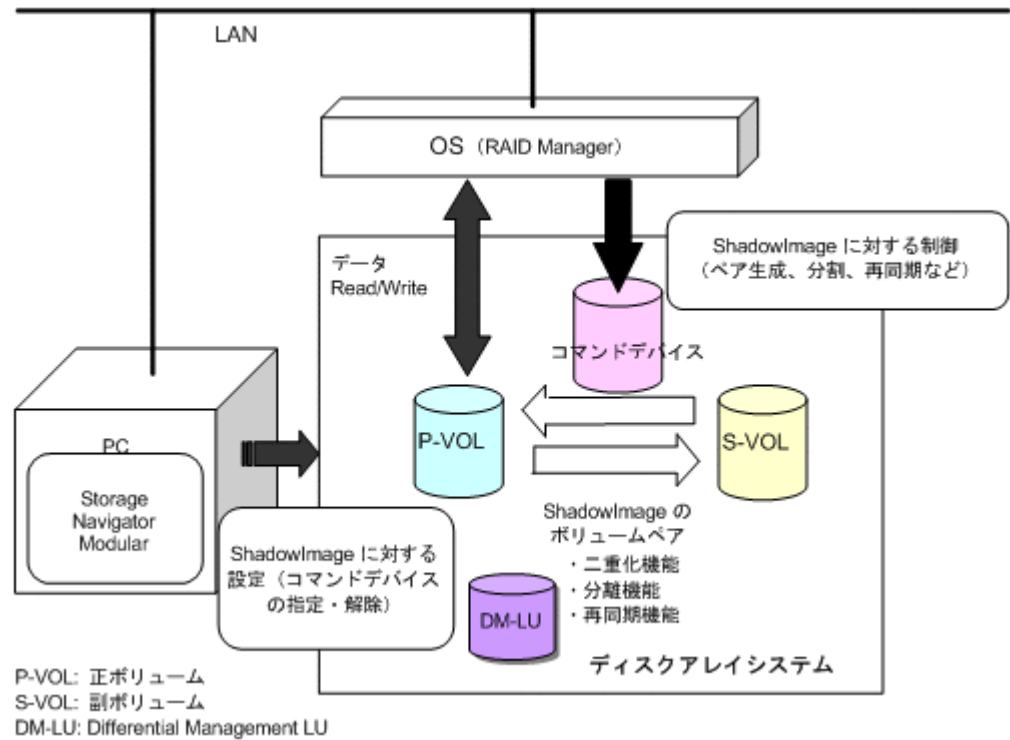 LAN
OS（RAID Manager）
ShadowImage に対する制御
（ペア生成、分割、再同期など）
データ
Read/Write
コマンドデバイス
PC
P-VOL
S-VOL
Storage
Navigator
Modular
ShadowImage の
ボリュームペア
・二重化機能
・分離機能
・再同期機能
ShadowImage に対する
設定（コマンドデバイス
の指定・解除）
DM-LU
ディスクアレイシステム
P-VOL: 正ボリューム
S-VOL: 副ボリューム
DM-LU: Differential Management LU